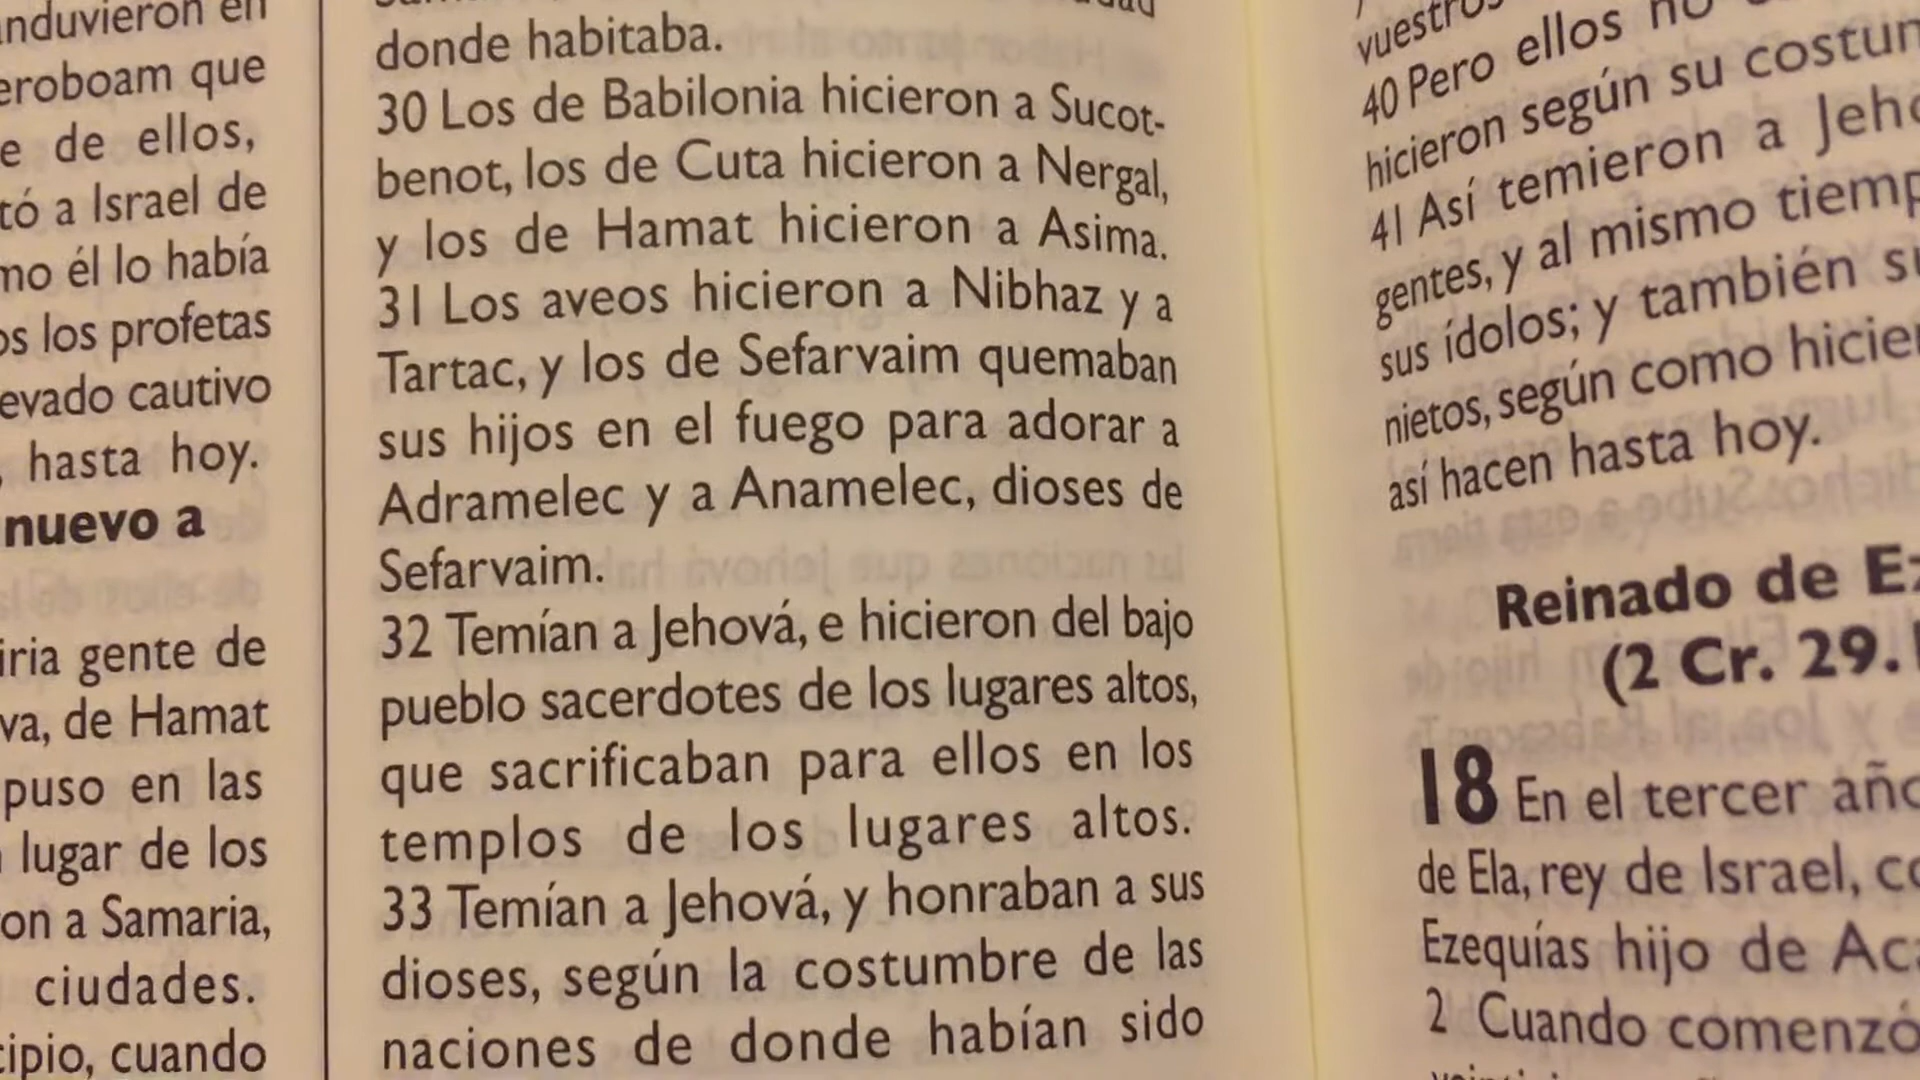 anduvieron en
eroboam que
e de ellos,
tó a Israel de
mo él lo había
os los profetas
evado cautivo
, hasta hoy.
nuevo a
iria gente de
va, de Hamat
puso en las
lugar de los
on a Samaria,
ciudades.
cipio, cuando
donde habitaba.
30 Los de Babilonia hicieron a Sucot-
benot, los de Cuta hicieron a Nergal,
y los de Hamat hicieron a Asima.
31 Los aveos hicieron a Nibhaz y a
Tartac, y los de Sefarvaim quemaban
sus hijos en el fuego para adorar a
Adramelec y a Anamelec, dioses de
Sefarvaim.
32 Temían a Jehová, e hicieron del bajo
pueblo sacerdotes de los lugares altos,
que sacrificaban para ellos en los
templos de los lugares altos.
33 Temían a Jehová, y honraban a sus
dioses, según la costumbre de las
naciones de donde habían sido
vuestros
40 Pero ellos no
hicieron según su costum
41 Así temieron a Jeho
gentes, y al mismo tiemp
sus ídolos; y también su
nietos, según como hicie
así hacen hasta hoy.
Reinado de Ez
(2 Cr. 29.1
18 En el tercer año
de Ela, rey de Israel, co
Ezequías hijo de Aca
2 Cuando comenzó